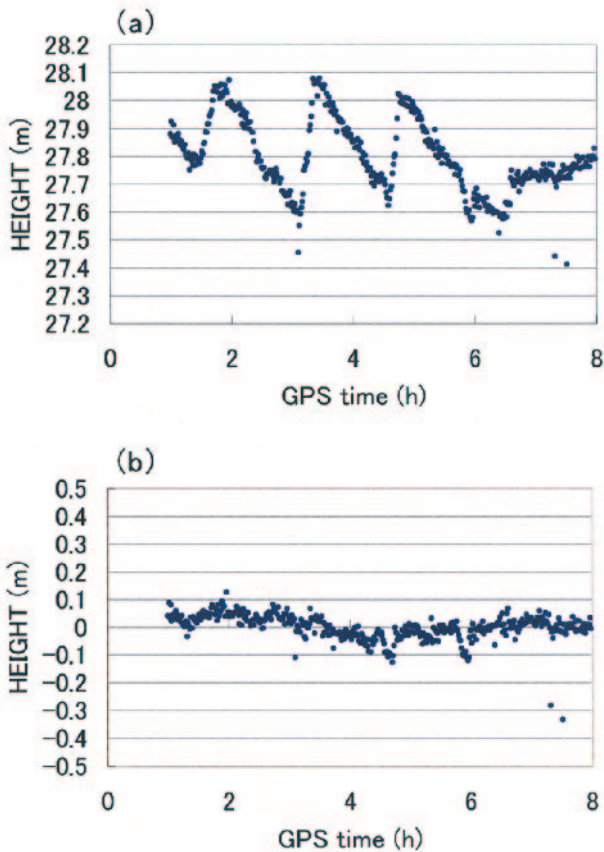 (a)
28.2
28.1
28
27.9
27.8
27.7
27.6
27.5
27.4
27.3
27.2
HEIGHT (m)
0 2 4 6 8
GPS time (h)
(b)
0.5
0.4
0.3
0.2
0.1
0
-0.1
-0.2
-0.3
-0.4
-0.5
HEIGHT (m)
0 2 4 6 8
GPS time (h)